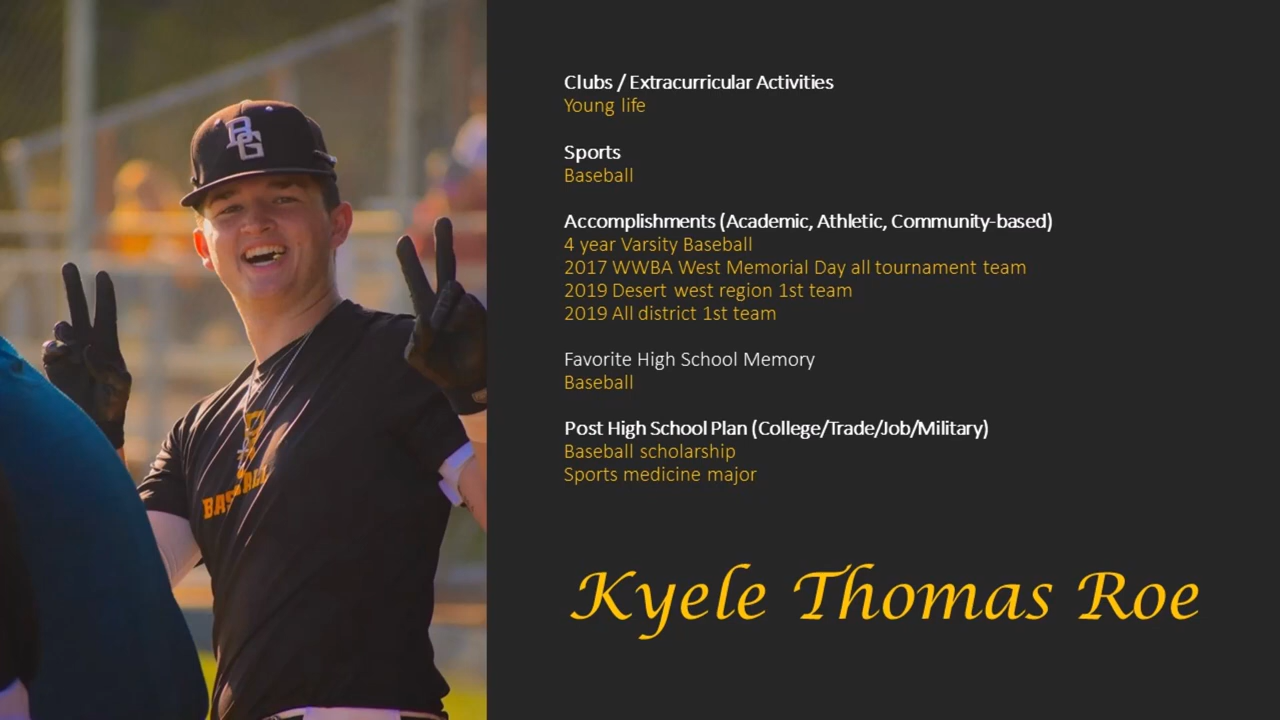 BG
BASEBALL
Clubs / Extracurricular Activities
Young life
Sports
Baseball
Accomplishments (Academic, Athletic, Community-based)
4 year Varsity Baseball
2017 WWBA West Memorial Day all tournament team
2019 Desert west region 1st team
2019 All district 1st team
Favorite High School Memory
Baseball
Post High School Plan (College/Trade/Job/Military)
Baseball scholarship
Sports medicine major
Kyele Thomas Roe